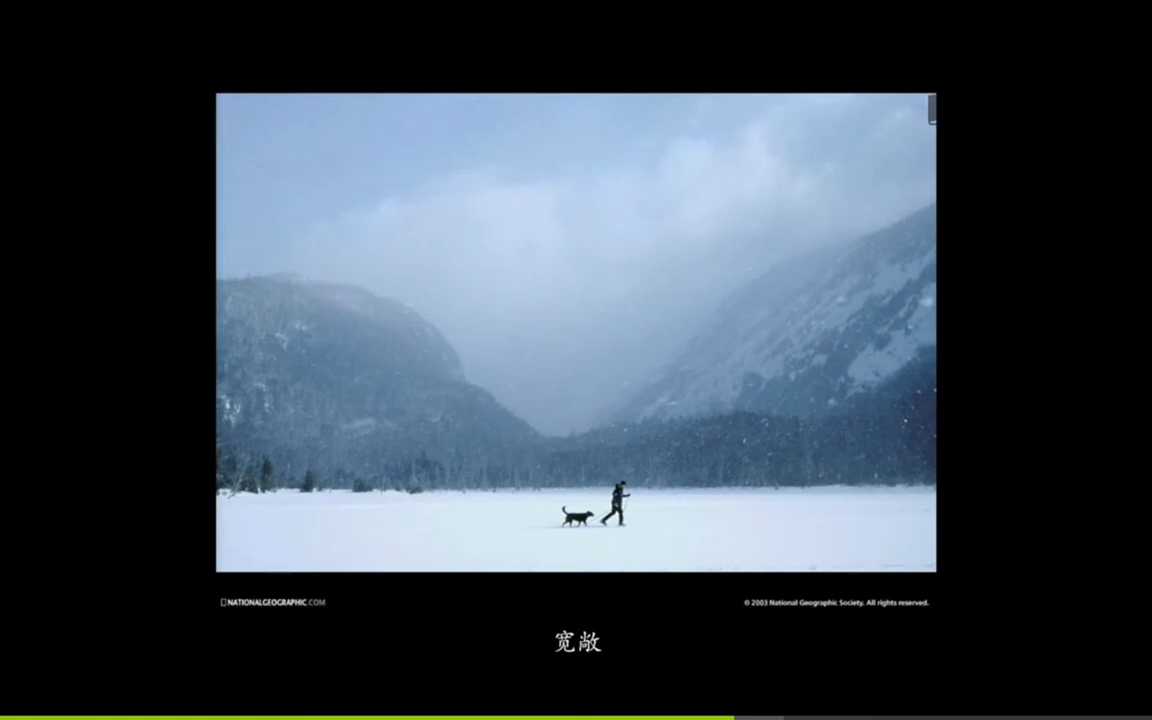 NATIONALGEOGRAPHIC.COM
© 2003 National Geographic Society. All rights reserved.
宽敞